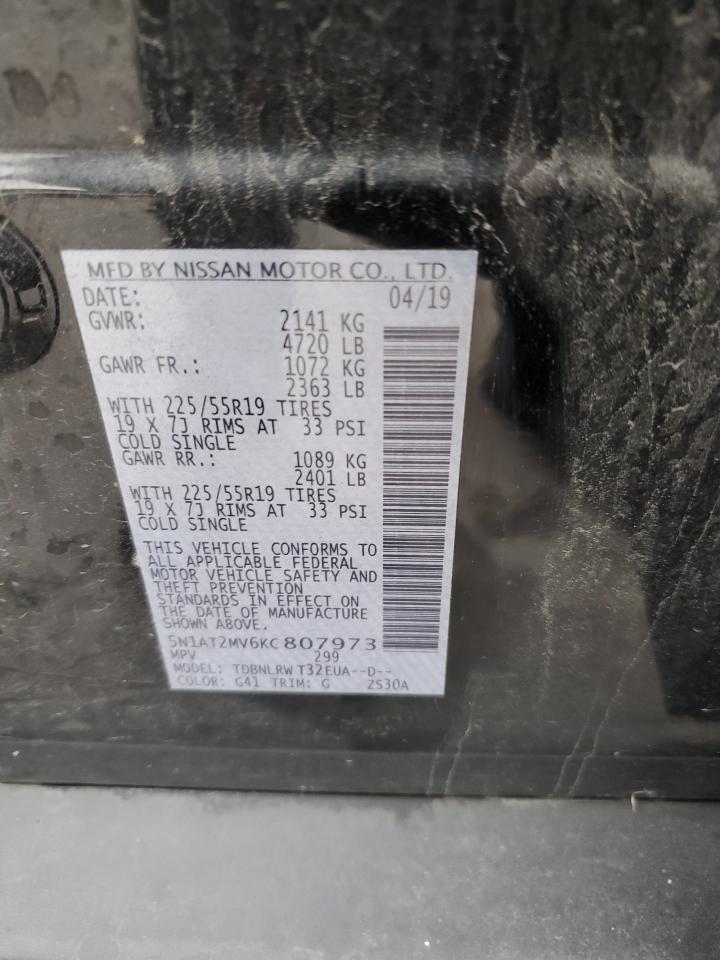 MFD BY NISSAN MOTOR CO., LTD.
DATE: 04/19
GVWR: 2141 KG
4720 LB
GAWR FR.: 1072 KG
2363 LB
WITH 225/55R19 TIRES
19 X 7J RIMS AT 33 PSI
COLD SINGLE
GAWR RR.: 1089 KG
2401 LB
WITH 225/55R19 TIRES
19 X 7J RIMS AT 33 PSI
COLD SINGLE
THIS VEHICLE CONFORMS TO
ALL APPLICABLE FEDERAL
MOTOR VEHICLE SAFETY AND
THEFT PREVENTION
STANDARDS IN EFFECT ON
THE DATE OF MANUFACTURE
SHOWN ABOVE.
5N1AT2MV6KC807973
MPV 299
MODEL: TDBNLRW T32EUA--D--
COLOR: G41 TRIM: G ZS30A